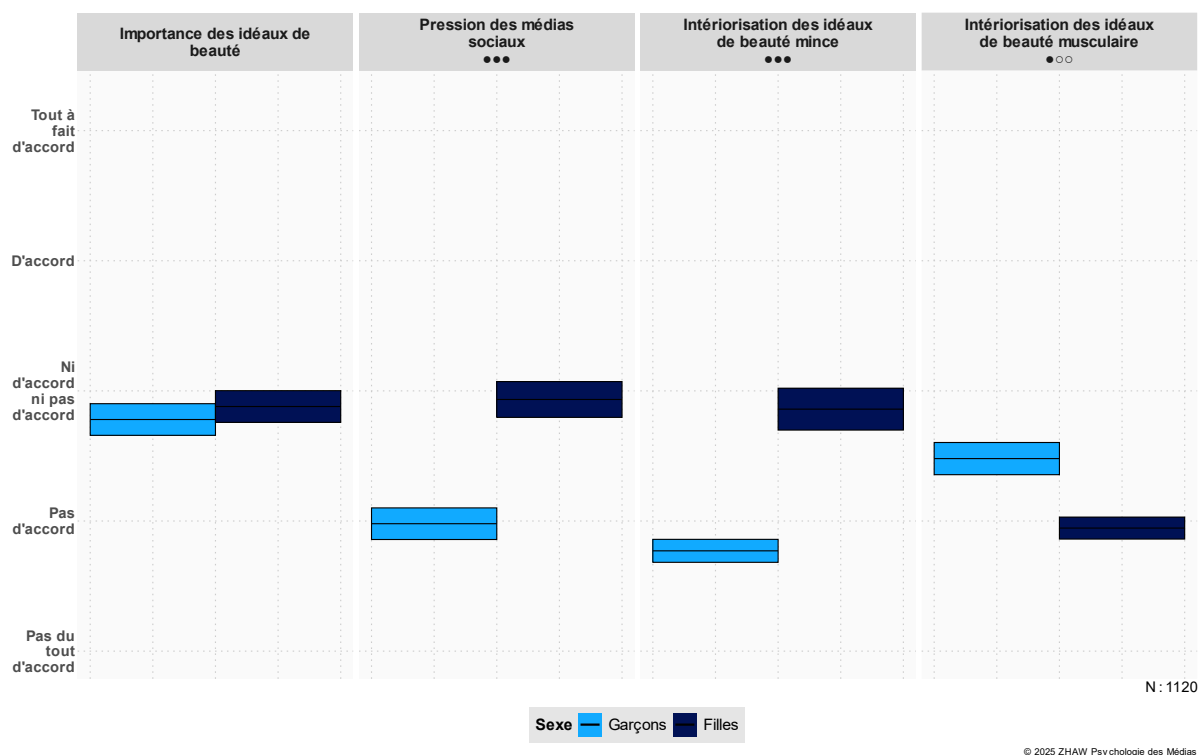 Importance des idéaux de
beauté
Pression des médias
sociaux
●●●
Intériorisation des idéaux
de beauté mince
●●●
Intériorisation des idéaux
de beauté musculaire
●○○
Tout à
fait
d'accord
D'accord
Ni
d'accord
ni pas
d'accord
Pas
d'accord
Pas du
tout
d'accord
N : 1120
Sexe Garçons Filles
© 2025 ZHAW Psychologie des Médias